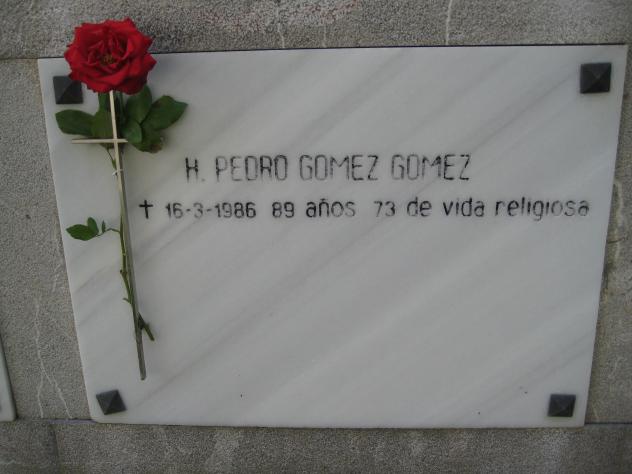 H. PEDRO GOMEZ GOMEZ
✝ 16-3-1986 89 años 73 de vida religiosa